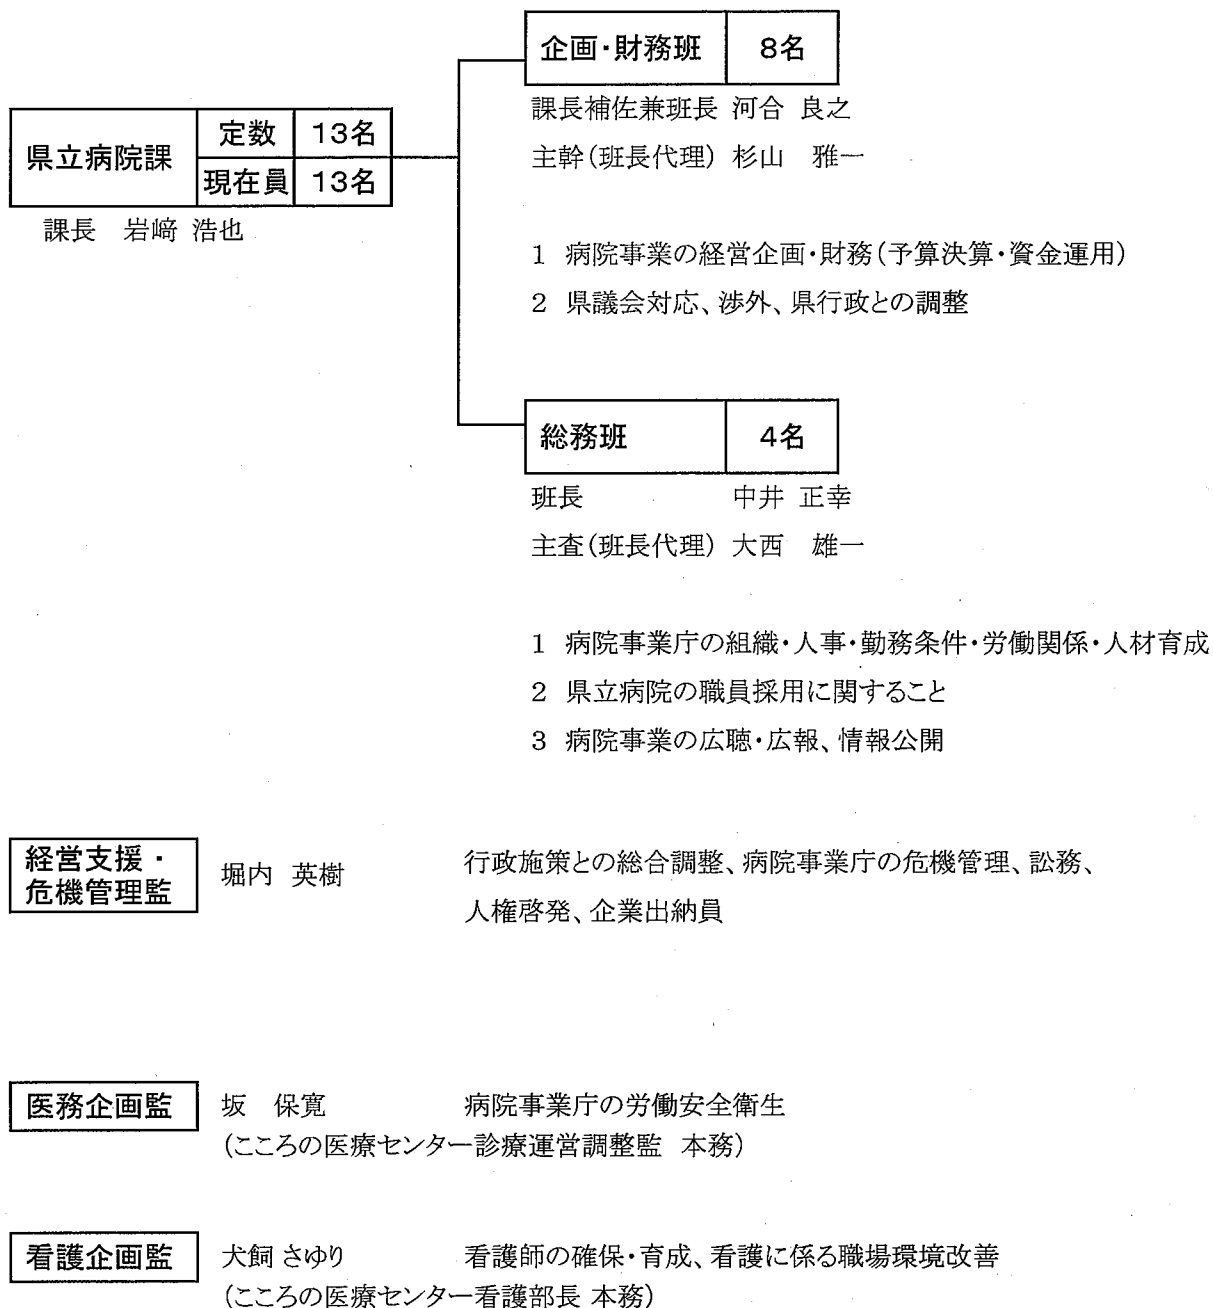 県立病院課 定数 13名
現在員 13名
課長 岩﨑 浩也
企画・財務班 8名
課長補佐兼班長 河合 良之
主幹(班長代理) 杉山 雅一
1 病院事業の経営企画・財務(予算決算・資金運用)
2 県議会対応、渉外、県行政との調整
総務班 4名
班長 中井 正幸
主査(班長代理) 大西 雄一
1 病院事業庁の組織・人事・勤務条件・労働関係・人材育成
2 県立病院の職員採用に関すること
3 病院事業の広聴・広報、情報公開
経営支援・
危機管理監
堀内 英樹
行政施策との総合調整、病院事業庁の危機管理、訟務、
人権啓発、企業出納員
医務企画監 坂 保寛 病院事業庁の労働安全衛生
(こころの医療センター診療運営調整監 本務)
看護企画監 犬飼 さゆり 看護師の確保・育成、看護に係る職場環境改善
(こころの医療センター看護部長 本務)